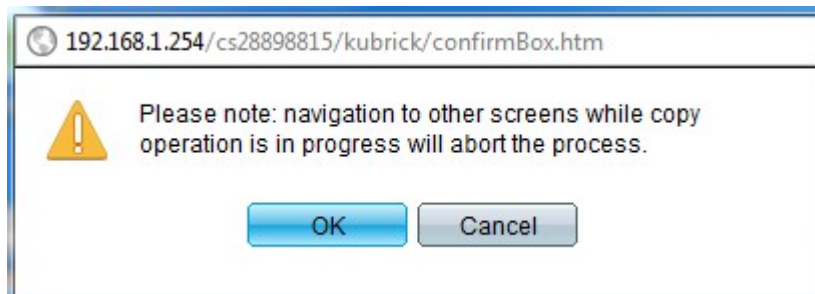 192.168.1.254/cs28898815/kubrick/confirmBox.htm
Please note: navigation to other screens while copy
operation is in progress will abort the process.
OK Cancel